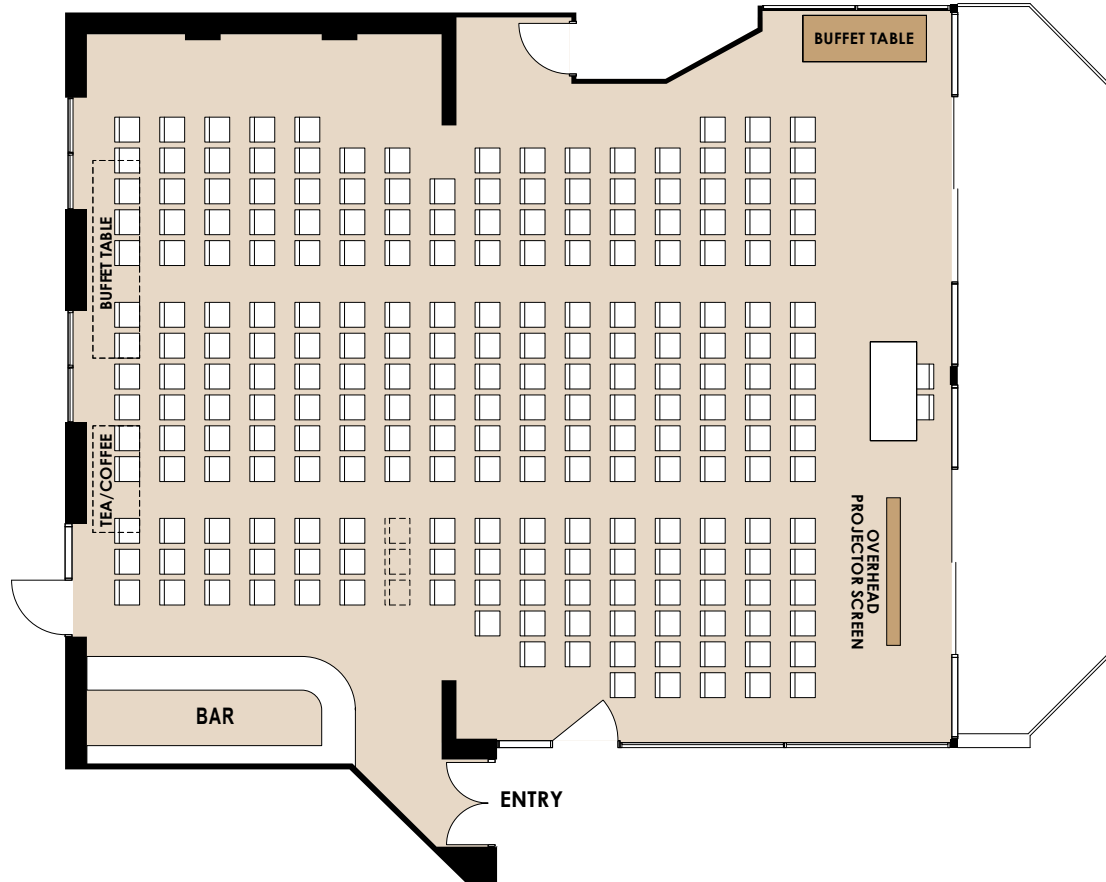 BUFFET TABLE
BUFFET TABLE
TEA/COFFEE
OVERHEAD
PROJECTOR SCREEN
BAR
ENTRY